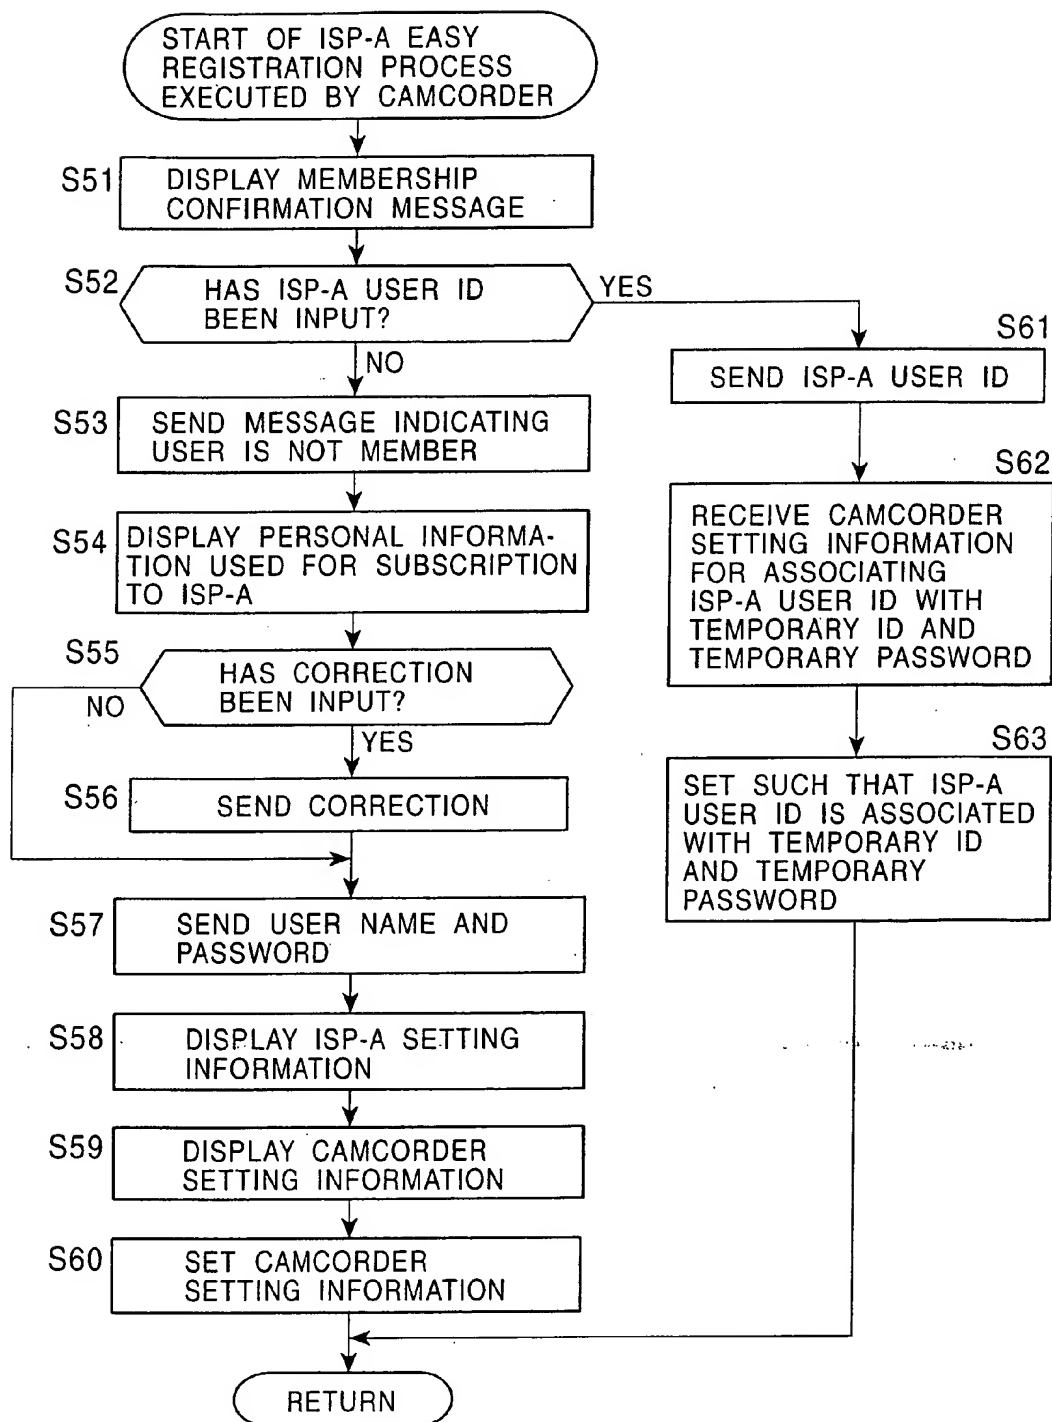 START OF ISP-A EASY
REGISTRATION PROCESS
EXECUTED BY CAMCORDER
S51
DISPLAY MEMBERSHIP
CONFIRMATION MESSAGE
S52
HAS ISP-A USER ID
BEEN INPUT?
YES
NO
S53
SEND MESSAGE INDICATING
USER IS NOT MEMBER
S54
DISPLAY PERSONAL INFORMA-
TION USED FOR SUBSCRIPTION
TO ISP-A
S55
HAS CORRECTION
BEEN INPUT?
NO
YES
S56
SEND CORRECTION
S57
SEND USER NAME AND
PASSWORD
S58
DISPLAY ISP-A SETTING
INFORMATION
S59
DISPLAY CAMCORDER
SETTING INFORMATION
S60
SET CAMCORDER
SETTING INFORMATION
S61
SEND ISP-A USER ID
S62
RECEIVE CAMCORDER
SETTING INFORMATION
FOR ASSOCIATING
ISP-A USER ID WITH
TEMPORARY ID AND
TEMPORARY PASSWORD
S63
SET SUCH THAT ISP-A
USER ID IS ASSOCIATED
WITH TEMPORARY ID
AND TEMPORARY
PASSWORD
RETURN